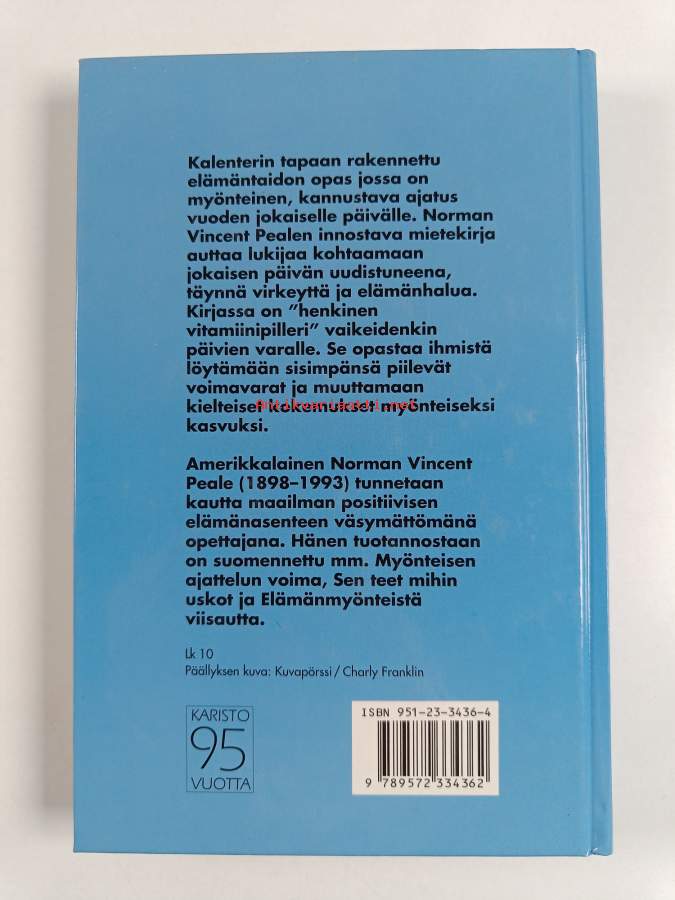 Kalenterin tapaan rakennettu
elämäntaidon opas jossa on
myönteinen, kannustava ajatus
vuoden jokaiselle päivälle. Norman
Vincent Pealen innostava mietekirja
auttaa lukijaa kohtaamaan
jokaisen päivän uudistuneena,
täynnä virkeyttä ja elämänhalua.
Kirjassa on ”henkinen
vitamiinipilleri” vaikeidenkin
päivien varalle. Se opastaa ihmistä
löytämään sisimpänsä piilevät
voimavarat ja muuttamaan
kielteiset kokemukset myönteiseksi
kasvuksi.
Antikvariaatti.net
Amerikkalainen Norman Vincent
Peale (1898–1993) tunnetaan
kautta maailman positiivisen
elämänasenteen väsymättömänä
opettajana. Hänen tuotannostaan
on suomennettu mm. Myönteisen
ajattelun voima, Sen teet mihin
uskot ja Elämänmyönteistä
viisautta.
Lk 10
Päällyksen kuva: Kuvapörssi / Charly Franklin
KARISTO
95
VUOTTA
ISBN 951-23-3436-4
9 789572 334362